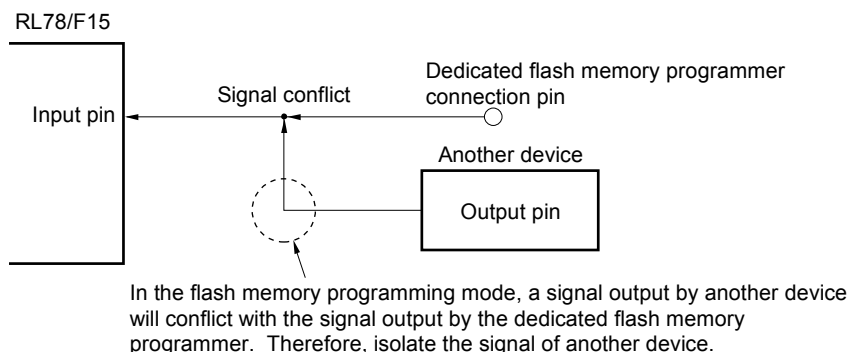 RL78/F15
Input pin
Signal conflict
Dedicated flash memory programmer
connection pin
Another device
Output pin
In the flash memory programming mode, a signal output by another device
will conflict with the signal output by the dedicated flash memory
programmer. Therefore, isolate the signal of another device.